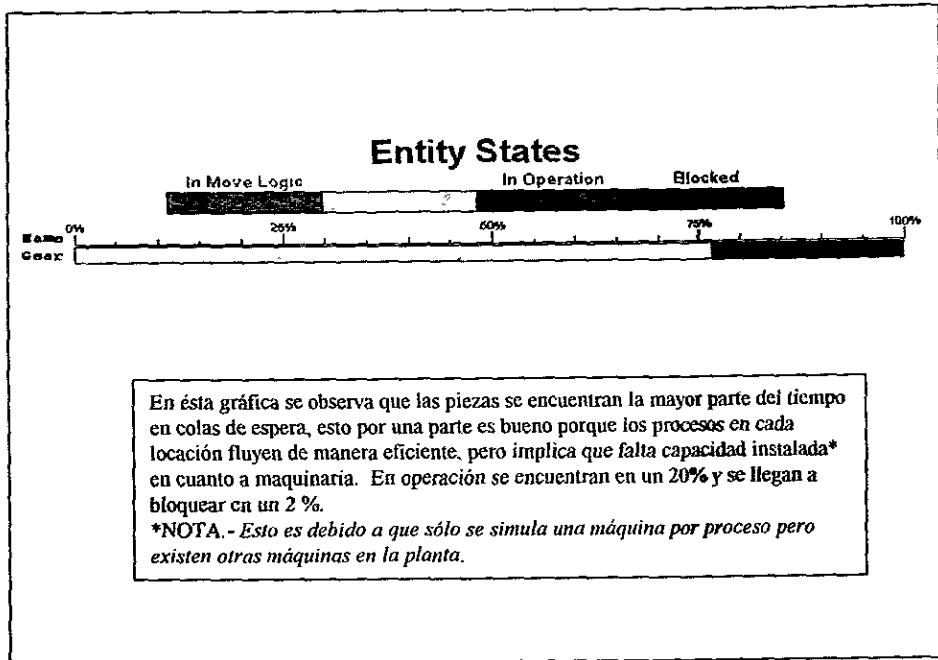 Entity States
In Move Logic In Operation Blocked
0% 25% 50% 75% 100%
Name
Gear
En ésta gráfica se observa que las piezas se encuentran la mayor parte del tiempo
en colas de espera, esto por una parte es bueno porque los procesos en cada
locación fluyen de manera eficiente, pero implica que falta capacidad instalada*
en cuanto a maquinaria. En operación se encuentran en un 20% y se llegan a
bloquear en un 2 %.
*NOTA.- Esto es debido a que sólo se simula una máquina por proceso pero
existen otras máquinas en la planta.